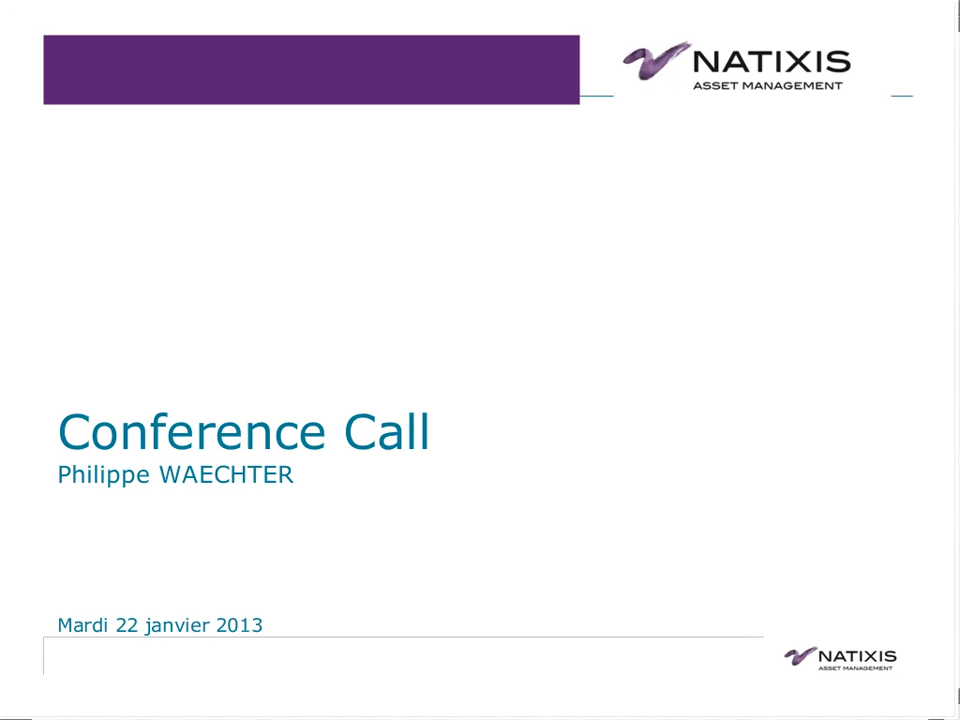 NATIXIS
ASSET MANAGEMENT
Conference Call
Philippe WAECHTER
Mardi 22 janvier 2013
NATIXIS
ASSET MANAGEMENT